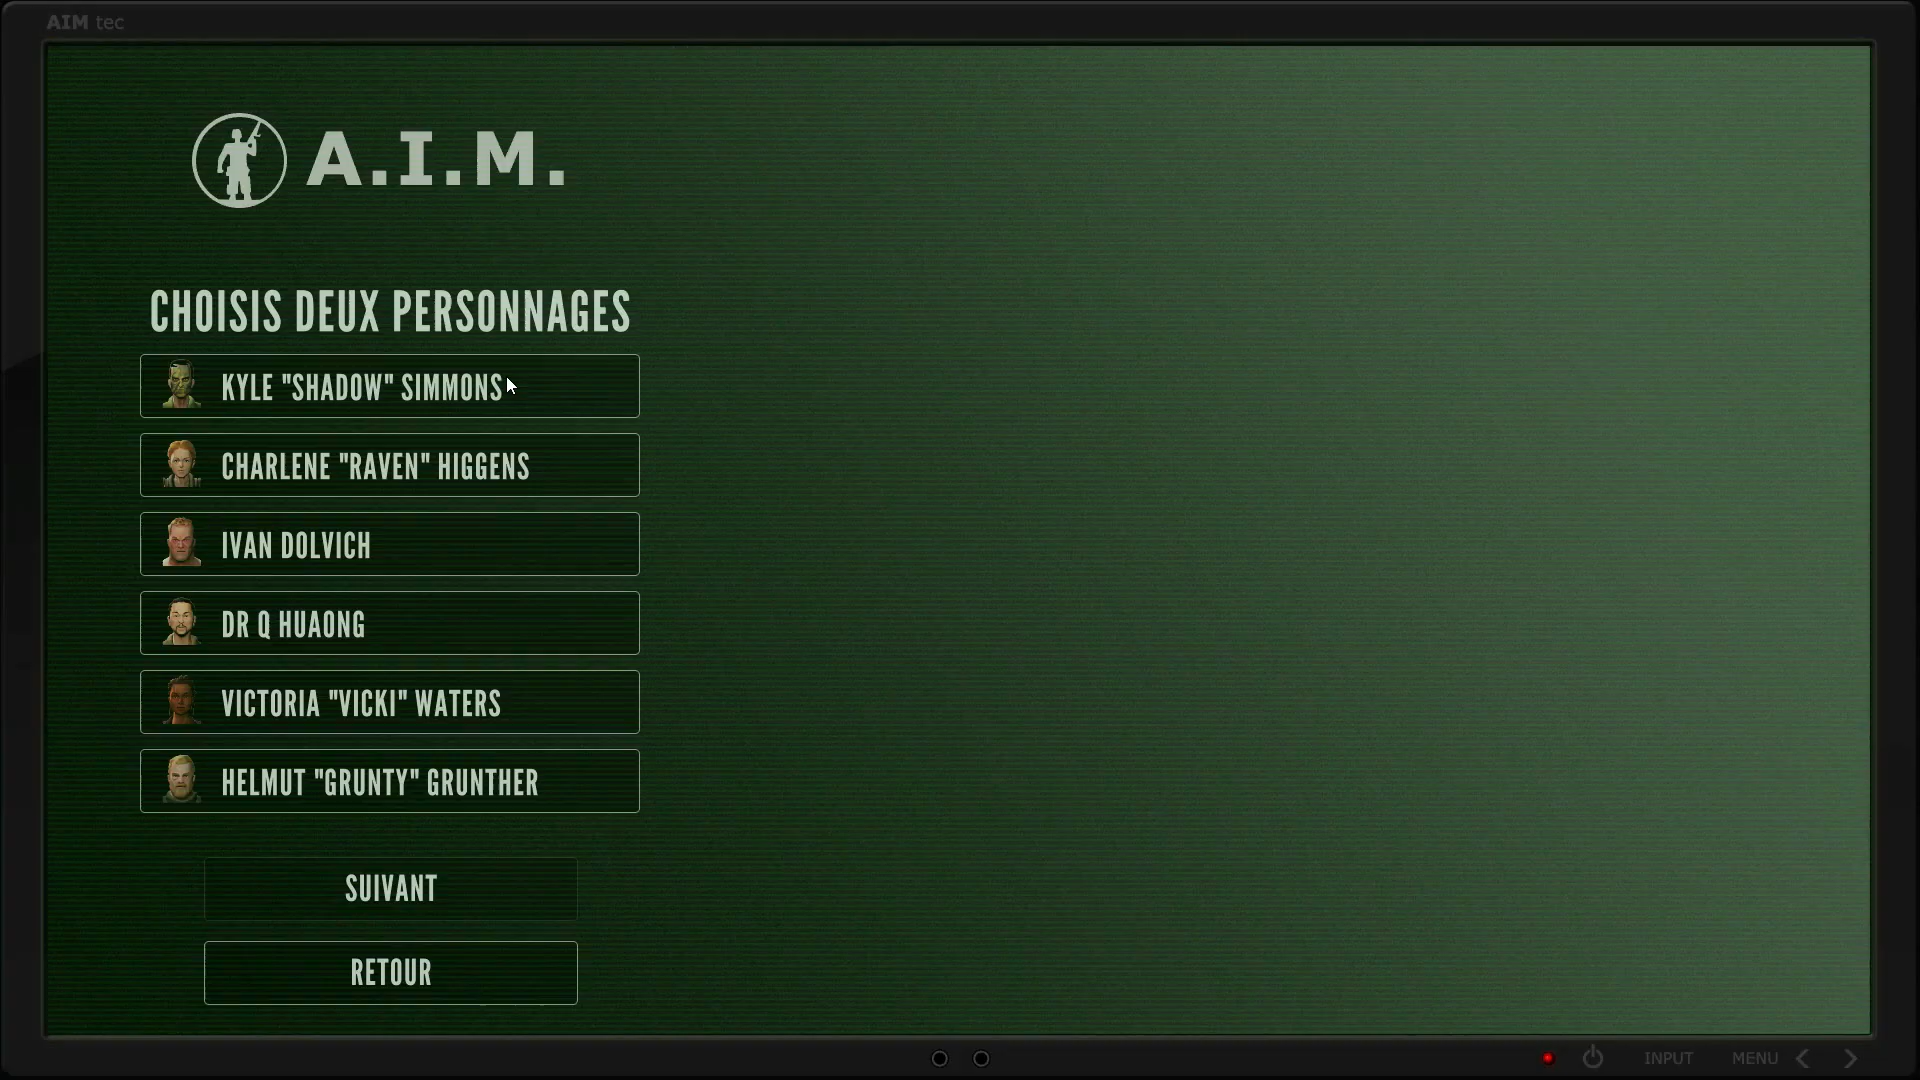 AIM tec
A.I.M.
CHOISIS DEUX PERSONNAGES
KYLE "SHADOW" SIMMONS
CHARLENE "RAVEN" HIGGENS
IVAN DOLVICH
DR Q HUAONG
VICTORIA "VICKI" WATERS
HELMUT "GRUNTY" GRUNTHER
SUIVANT
RETOUR
INPUT MENU